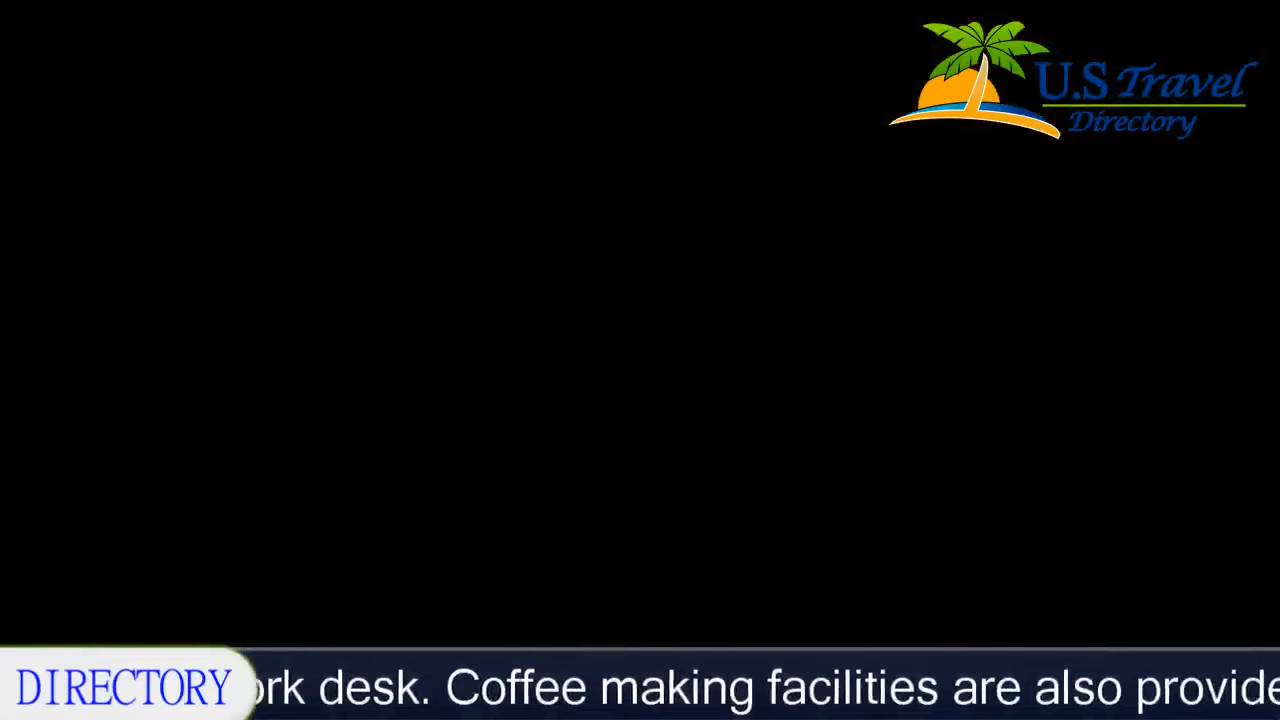 U.S Travel
Directory
DIRECTORY
ork desk. Coffee making facilities are also provide